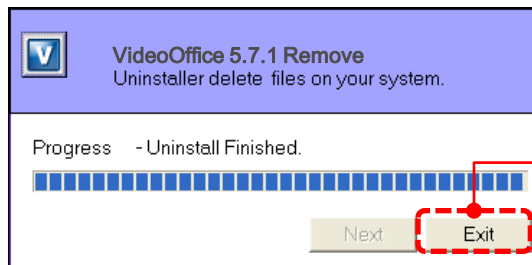 V
VideoOffice 5.7.1 Remove
Uninstaller delete files on your system.
Progress - Uninstall Finished.
Next
Exit